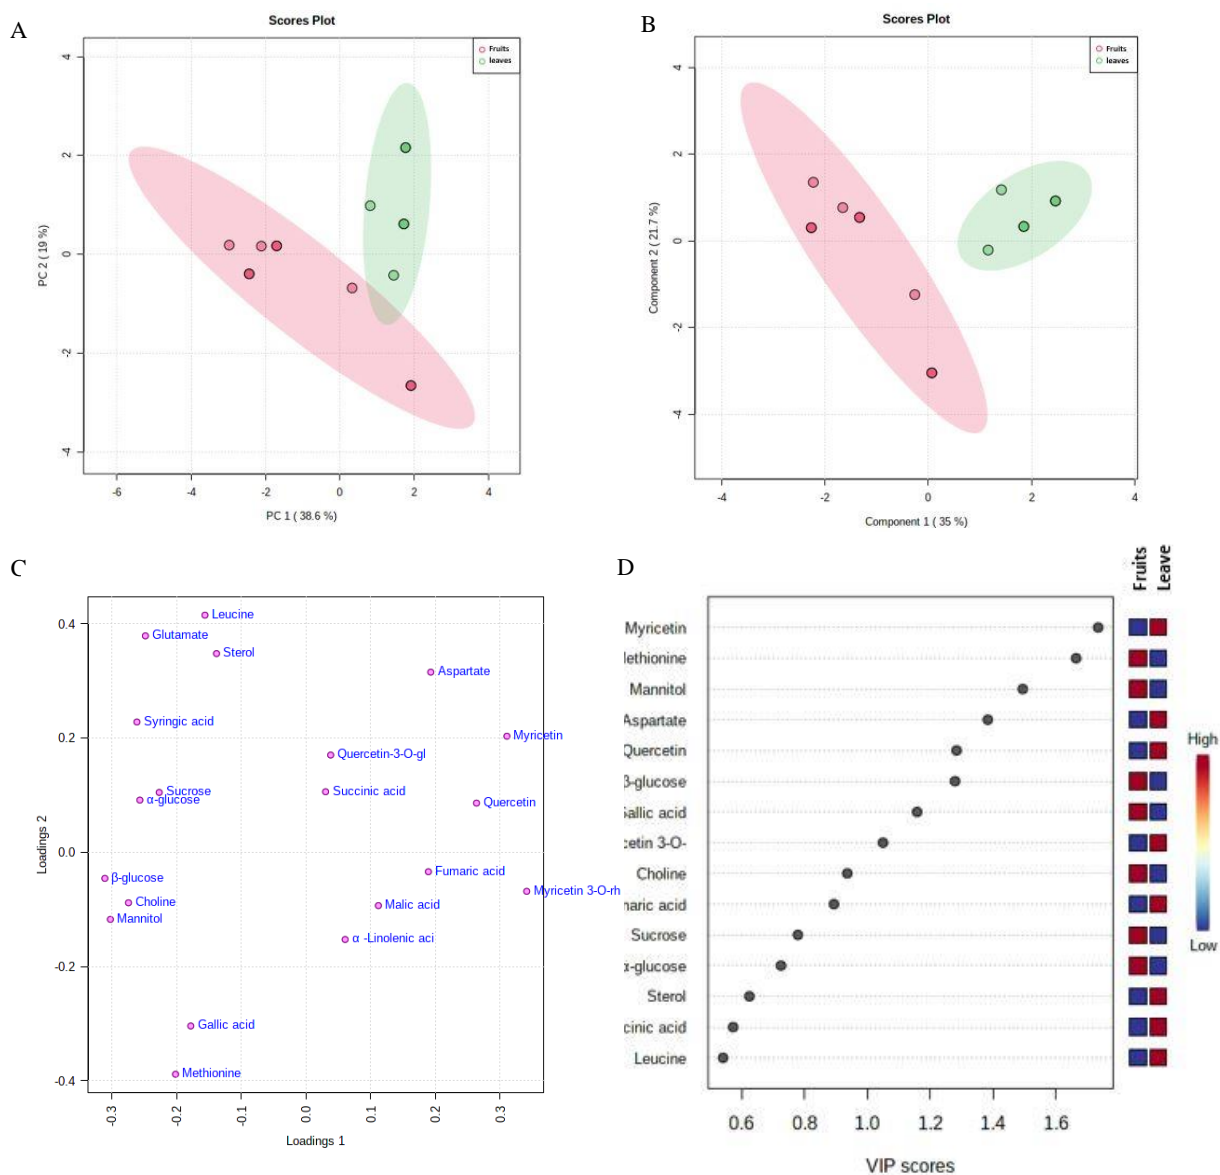 A
Scores Plot
Fruits
leaves
4
2
0
-2
-4
PC 2 ( 19 %)
-6
-4
-2
0
2
4
PC 1 ( 38.6 %)
B
Scores Plot
Fruits
leaves
4
2
0
-2
-4
Component 2 ( 21.7 %)
-4
-2
0
2
4
Component 1 ( 35 %)
C
0.4
0.2
0.0
-0.2
-0.4
Loadings 2
Leucine
Glutamate
Sterol
Aspartate
Syringic acid
Myricetin
Quercetin-3-O-gl
Sucrose
α-glucose
Succinic acid
Quercetin
β-glucose
Fumaric acid
Choline
Myricetin 3-O-rh
Mannitol
Malic acid
α -Linolenic aci
Gallic acid
Methionine
-0.3
-0.2
-0.1
0.0
0.1
0.2
0.3
Loadings 1
D
Fruits
Leave
Myricetin
lethionine
Mannitol
Aspartate
Quercetin
β-glucose
allic acid
cetin 3-O-
Choline
naric acid
Sucrose
α-glucose
Sterol
cinic acid
Leucine
High
Low
0.6
0.8
1.0
1.2
1.4
1.6
VIP scores